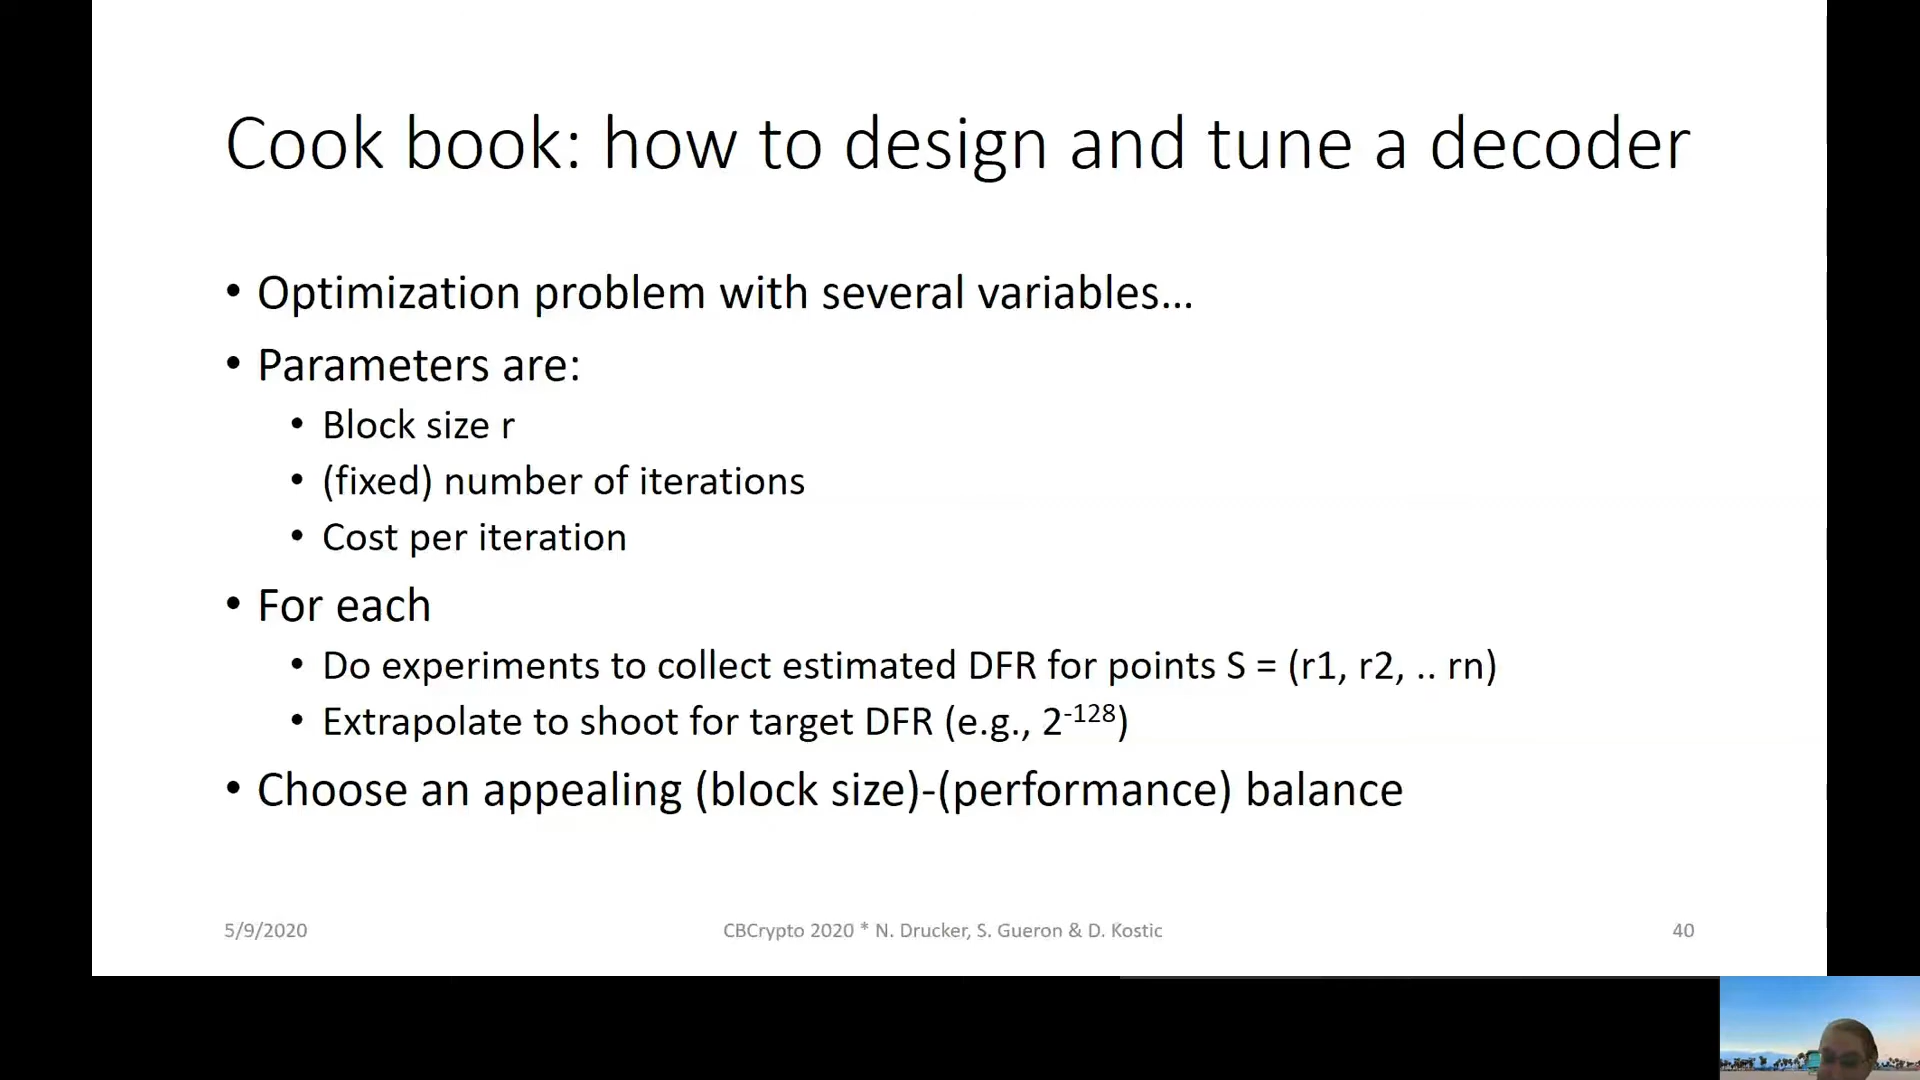 Cook book: how to design and tune a decoder
• Optimization problem with several variables...
• Parameters are:
• Block size r
• (fixed) number of iterations
• Cost per iteration
• For each
• Do experiments to collect estimated DFR for points S = (r1, r2, .. rn)
• Extrapolate to shoot for target DFR (e.g., 2⁻¹²⁸)
• Choose an appealing (block size)-(performance) balance
5/9/2020
CBCrypto 2020 * N. Drucker, S. Gueron & D. Kostic
40